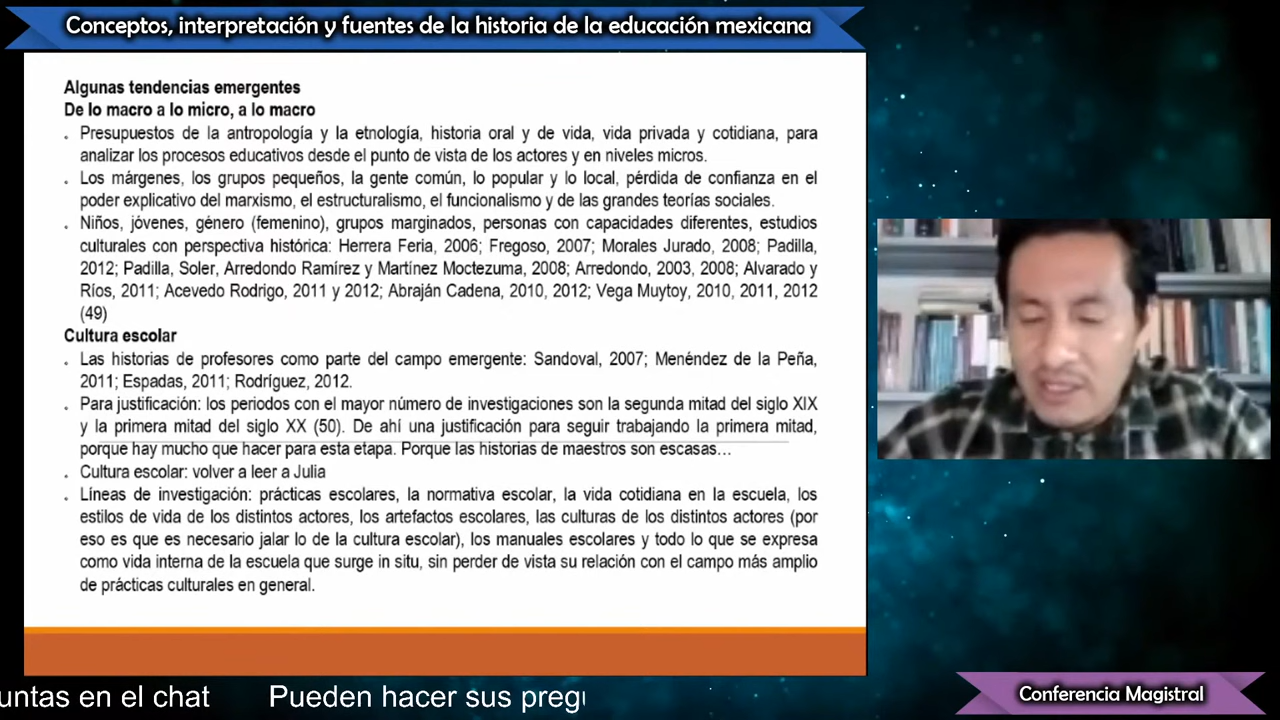 Conceptos, interpretación y fuentes de la historia de la educación mexicana
Algunas tendencias emergentes
De lo macro a lo micro, a lo macro
. Presupuestos de la antropología y la etnología, historia oral y de vida, vida privada y cotidiana, para
analizar los procesos educativos desde el punto de vista de los actores y en niveles micros.
. Los márgenes, los grupos pequeños, la gente común, lo popular y lo local, pérdida de confianza en el
poder explicativo del marxismo, el estructuralismo, el funcionalismo y de las grandes teorías sociales.
. Niños, jóvenes, género (femenino), grupos marginados, personas con capacidades diferentes, estudios
culturales con perspectiva histórica: Herrera Feria, 2006; Fregoso, 2007; Morales Jurado, 2008; Padilla,
2012; Padilla, Soler, Arredondo Ramírez y Martínez Moctezuma, 2008; Arredondo, 2003, 2008; Alvarado y
Ríos, 2011; Acevedo Rodrigo, 2011 y 2012; Abraján Cadena, 2010, 2012; Vega Muytoy, 2010, 2011, 2012
(49)
Cultura escolar
. Las historias de profesores como parte del campo emergente: Sandoval, 2007; Menéndez de la Peña,
2011; Espadas, 2011; Rodríguez, 2012.
. Para justificación: los periodos con el mayor número de investigaciones son la segunda mitad del siglo XIX
y la primera mitad del siglo XX (50). De ahí una justificación para seguir trabajando la primera mitad,
porque hay mucho que hacer para esta etapa. Porque las historias de maestros son escasas…
. Cultura escolar: volver a leer a Julia
. Líneas de investigación: prácticas escolares, la normativa escolar, la vida cotidiana en la escuela, los
estilos de vida de los distintos actores, los artefactos escolares, las culturas de los distintos actores (por
eso es que es necesario jalar lo de la cultura escolar), los manuales escolares y todo lo que se expresa
como vida interna de la escuela que surge in situ, sin perder de vista su relación con el campo más amplio
de prácticas culturales en general.
untas en el chat Pueden hacer sus pregu
Conferencia Magistral